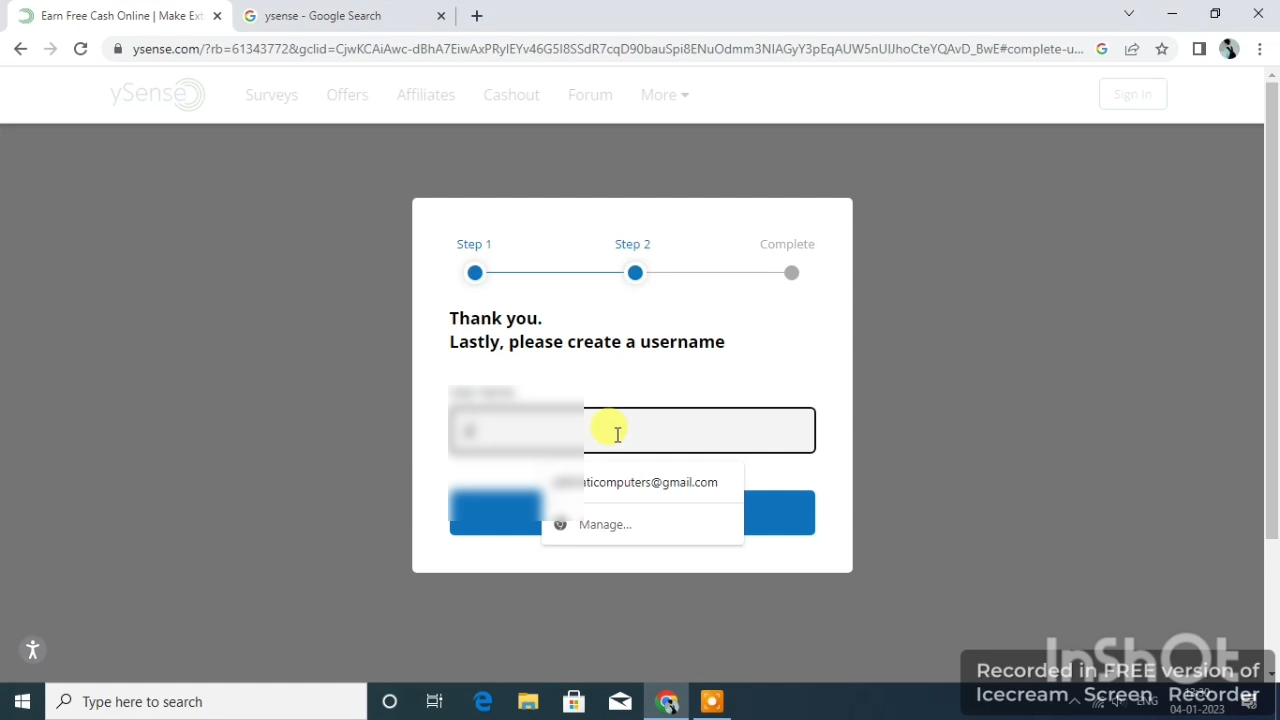 Earn Free Cash Online | Make Ext
ysense - Google Search
ysense.com/?rb=61343772&gclid=CjwKCAiAwc-dBhA7EiwAxPRylEYV46G5I8SSdR7cqD90bauSpi8ENuOdmm3NIAGyY3pEqAUW5nUlJhoCteYQAvD_BwE#complete-u...
ySense
Surveys
Offers
Affiliates
Cashout
Forum
More
Sign In
Step 1
Step 2
Complete
Thank you.
Lastly, please create a username
ticomputers@gmail.com
Manage...
InShOt
Recorded in FREE version of
Icecream Screen Recorder
Type here to search
ENG
04-01-2023